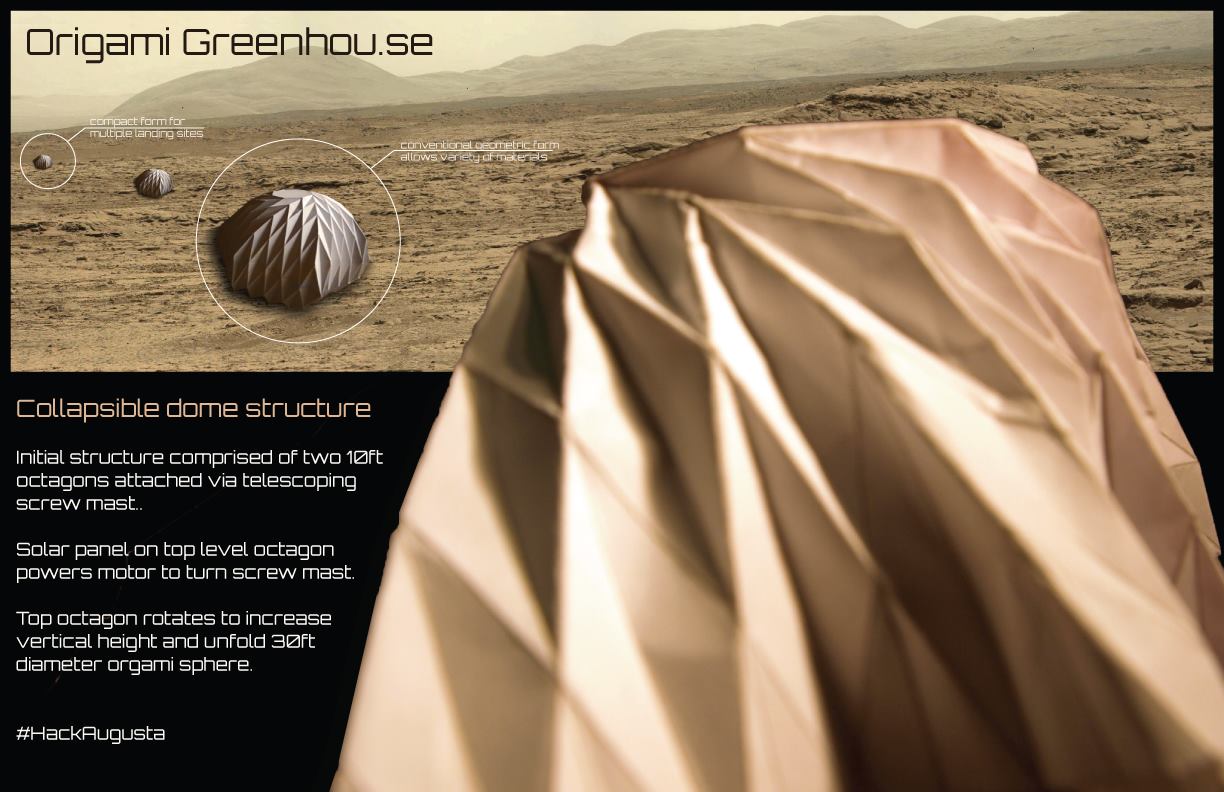 Origami Greenhou.se
compact form for
multiple landing sites
conventional geometric form
allows variety of materials
Collapsible dome structure
Initial structure comprised of two 10ft
octagons attached via telescoping
screw mast..
Solar panel on top level octagon
powers motor to turn screw mast.
Top octagon rotates to increase
vertical height and unfold 30ft
diameter orgami sphere.
#HackAugusta